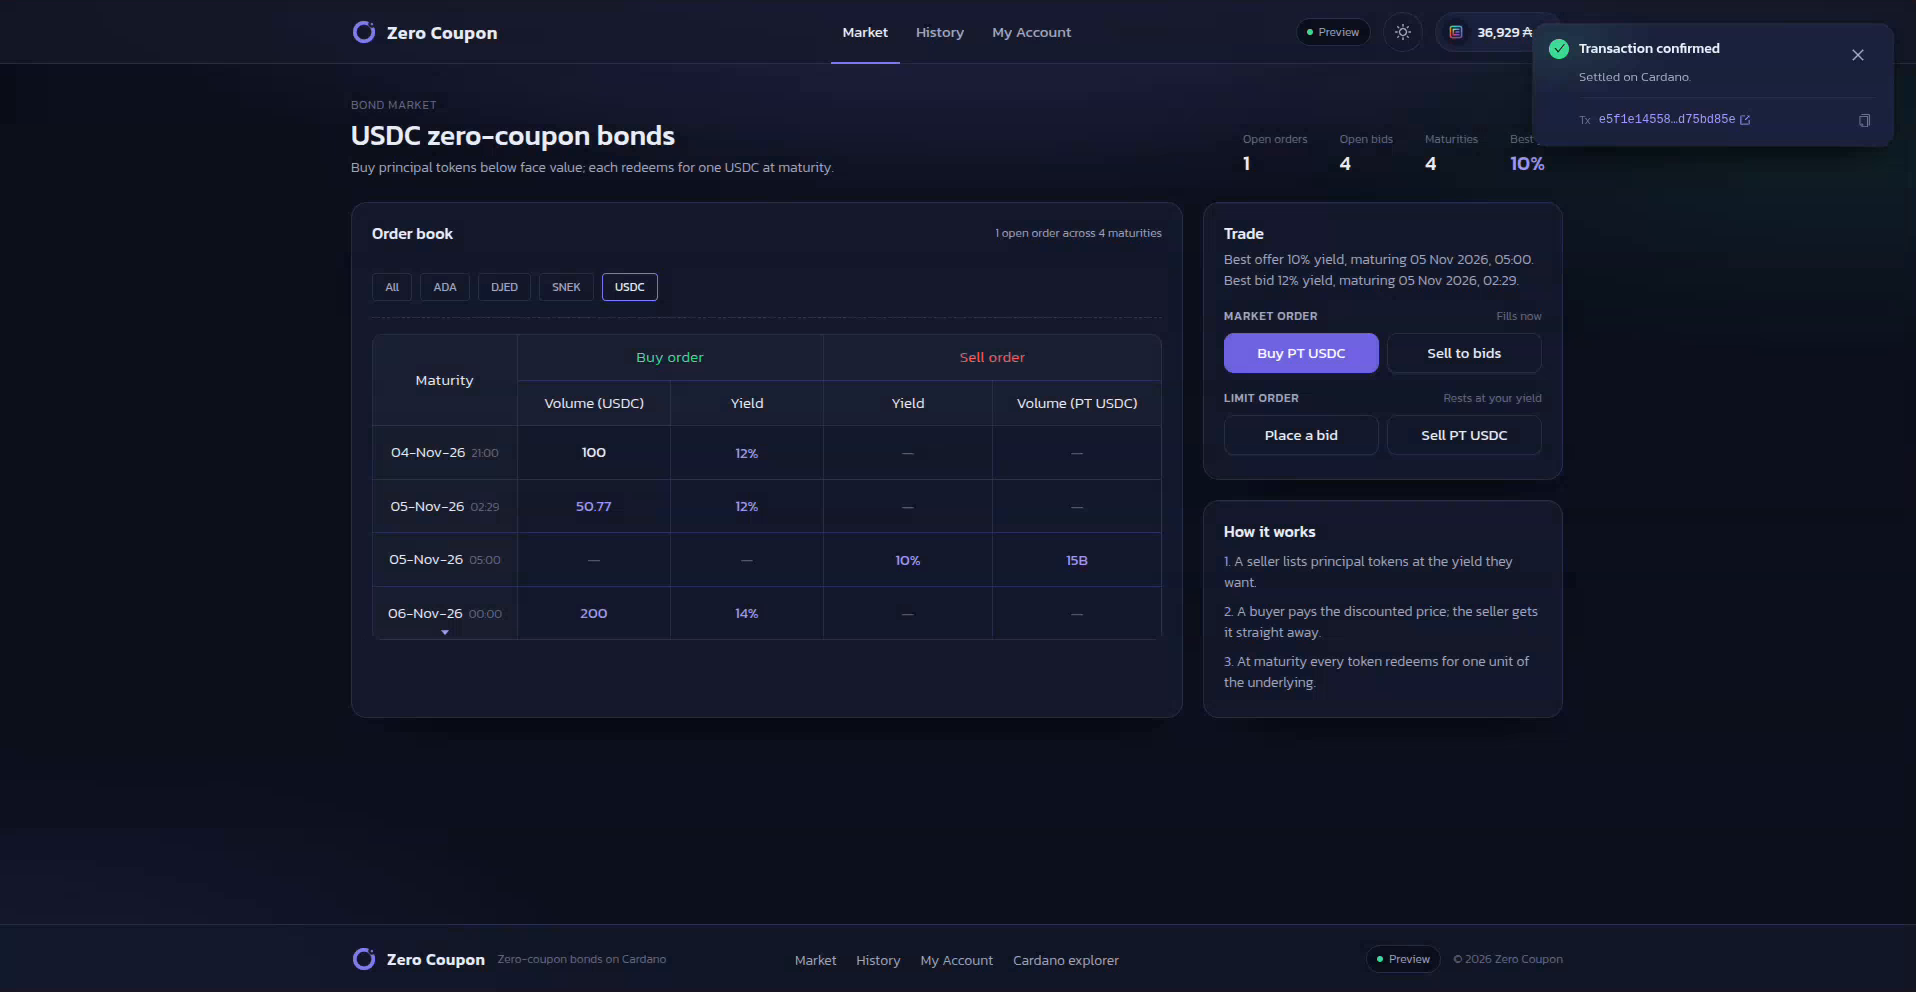 Zero Coupon
Market
History
My Account
Preview
36,929 ₳
Transaction confirmed
Settled on Cardano.
Tx e5f1e14558…d75bd85e
BOND MARKET
USDC zero-coupon bonds
Buy principal tokens below face value; each redeems for one USDC at maturity.
Open orders
1
Open bids
4
Maturities
4
Best
10%
Order book
1 open order across 4 maturities
All
ADA
DJED
SNEK
USDC
Maturity
Buy order
Sell order
Volume (USDC)
Yield
Yield
Volume (PT USDC)
04-Nov-26 21:00
100
12%
—
—
05-Nov-26 02:29
50.77
12%
—
—
05-Nov-26 05:00
—
—
10%
15B
06-Nov-26 00:00
200
14%
—
—
Trade
Best offer 10% yield, maturing 05 Nov 2026, 05:00.
Best bid 12% yield, maturing 05 Nov 2026, 02:29.
MARKET ORDER
Fills now
Buy PT USDC
Sell to bids
LIMIT ORDER
Rests at your yield
Place a bid
Sell PT USDC
How it works
1. A seller lists principal tokens at the yield they
want.
2. A buyer pays the discounted price; the seller gets
it straight away.
3. At maturity every token redeems for one unit of
the underlying.
Zero Coupon
Zero-coupon bonds on Cardano
Market
History
My Account
Cardano explorer
Preview
© 2026 Zero Coupon